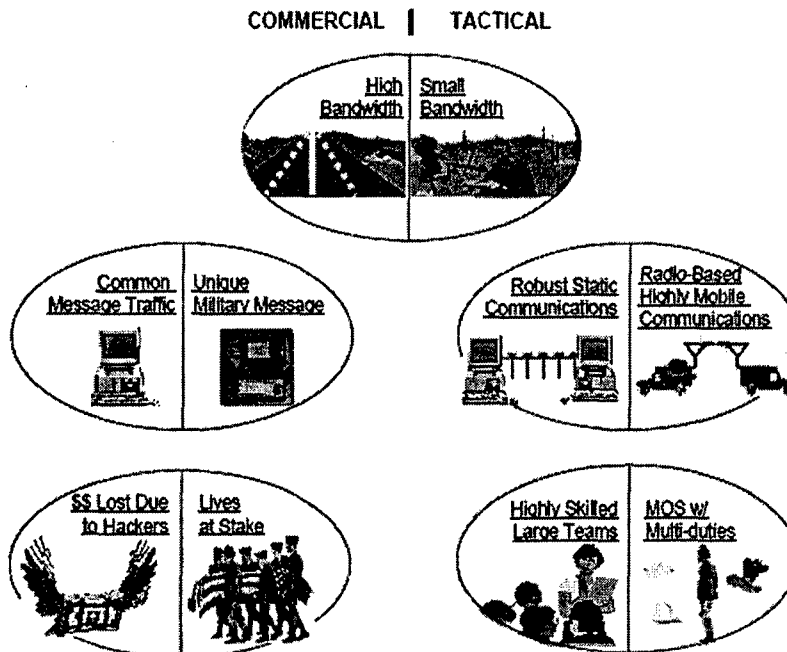 COMMERCIAL | TACTICAL
High
Bandwidth
Small
Bandwidth
Common
Message Traffic
Unique
Military Message
Robust Static
Communications
Radio-Based
Highly Mobile
Communications
$$ Lost Due
to Hackers
Lives
at Stake
Highly Skilled
Large Teams
MOS w/
Multi-duties